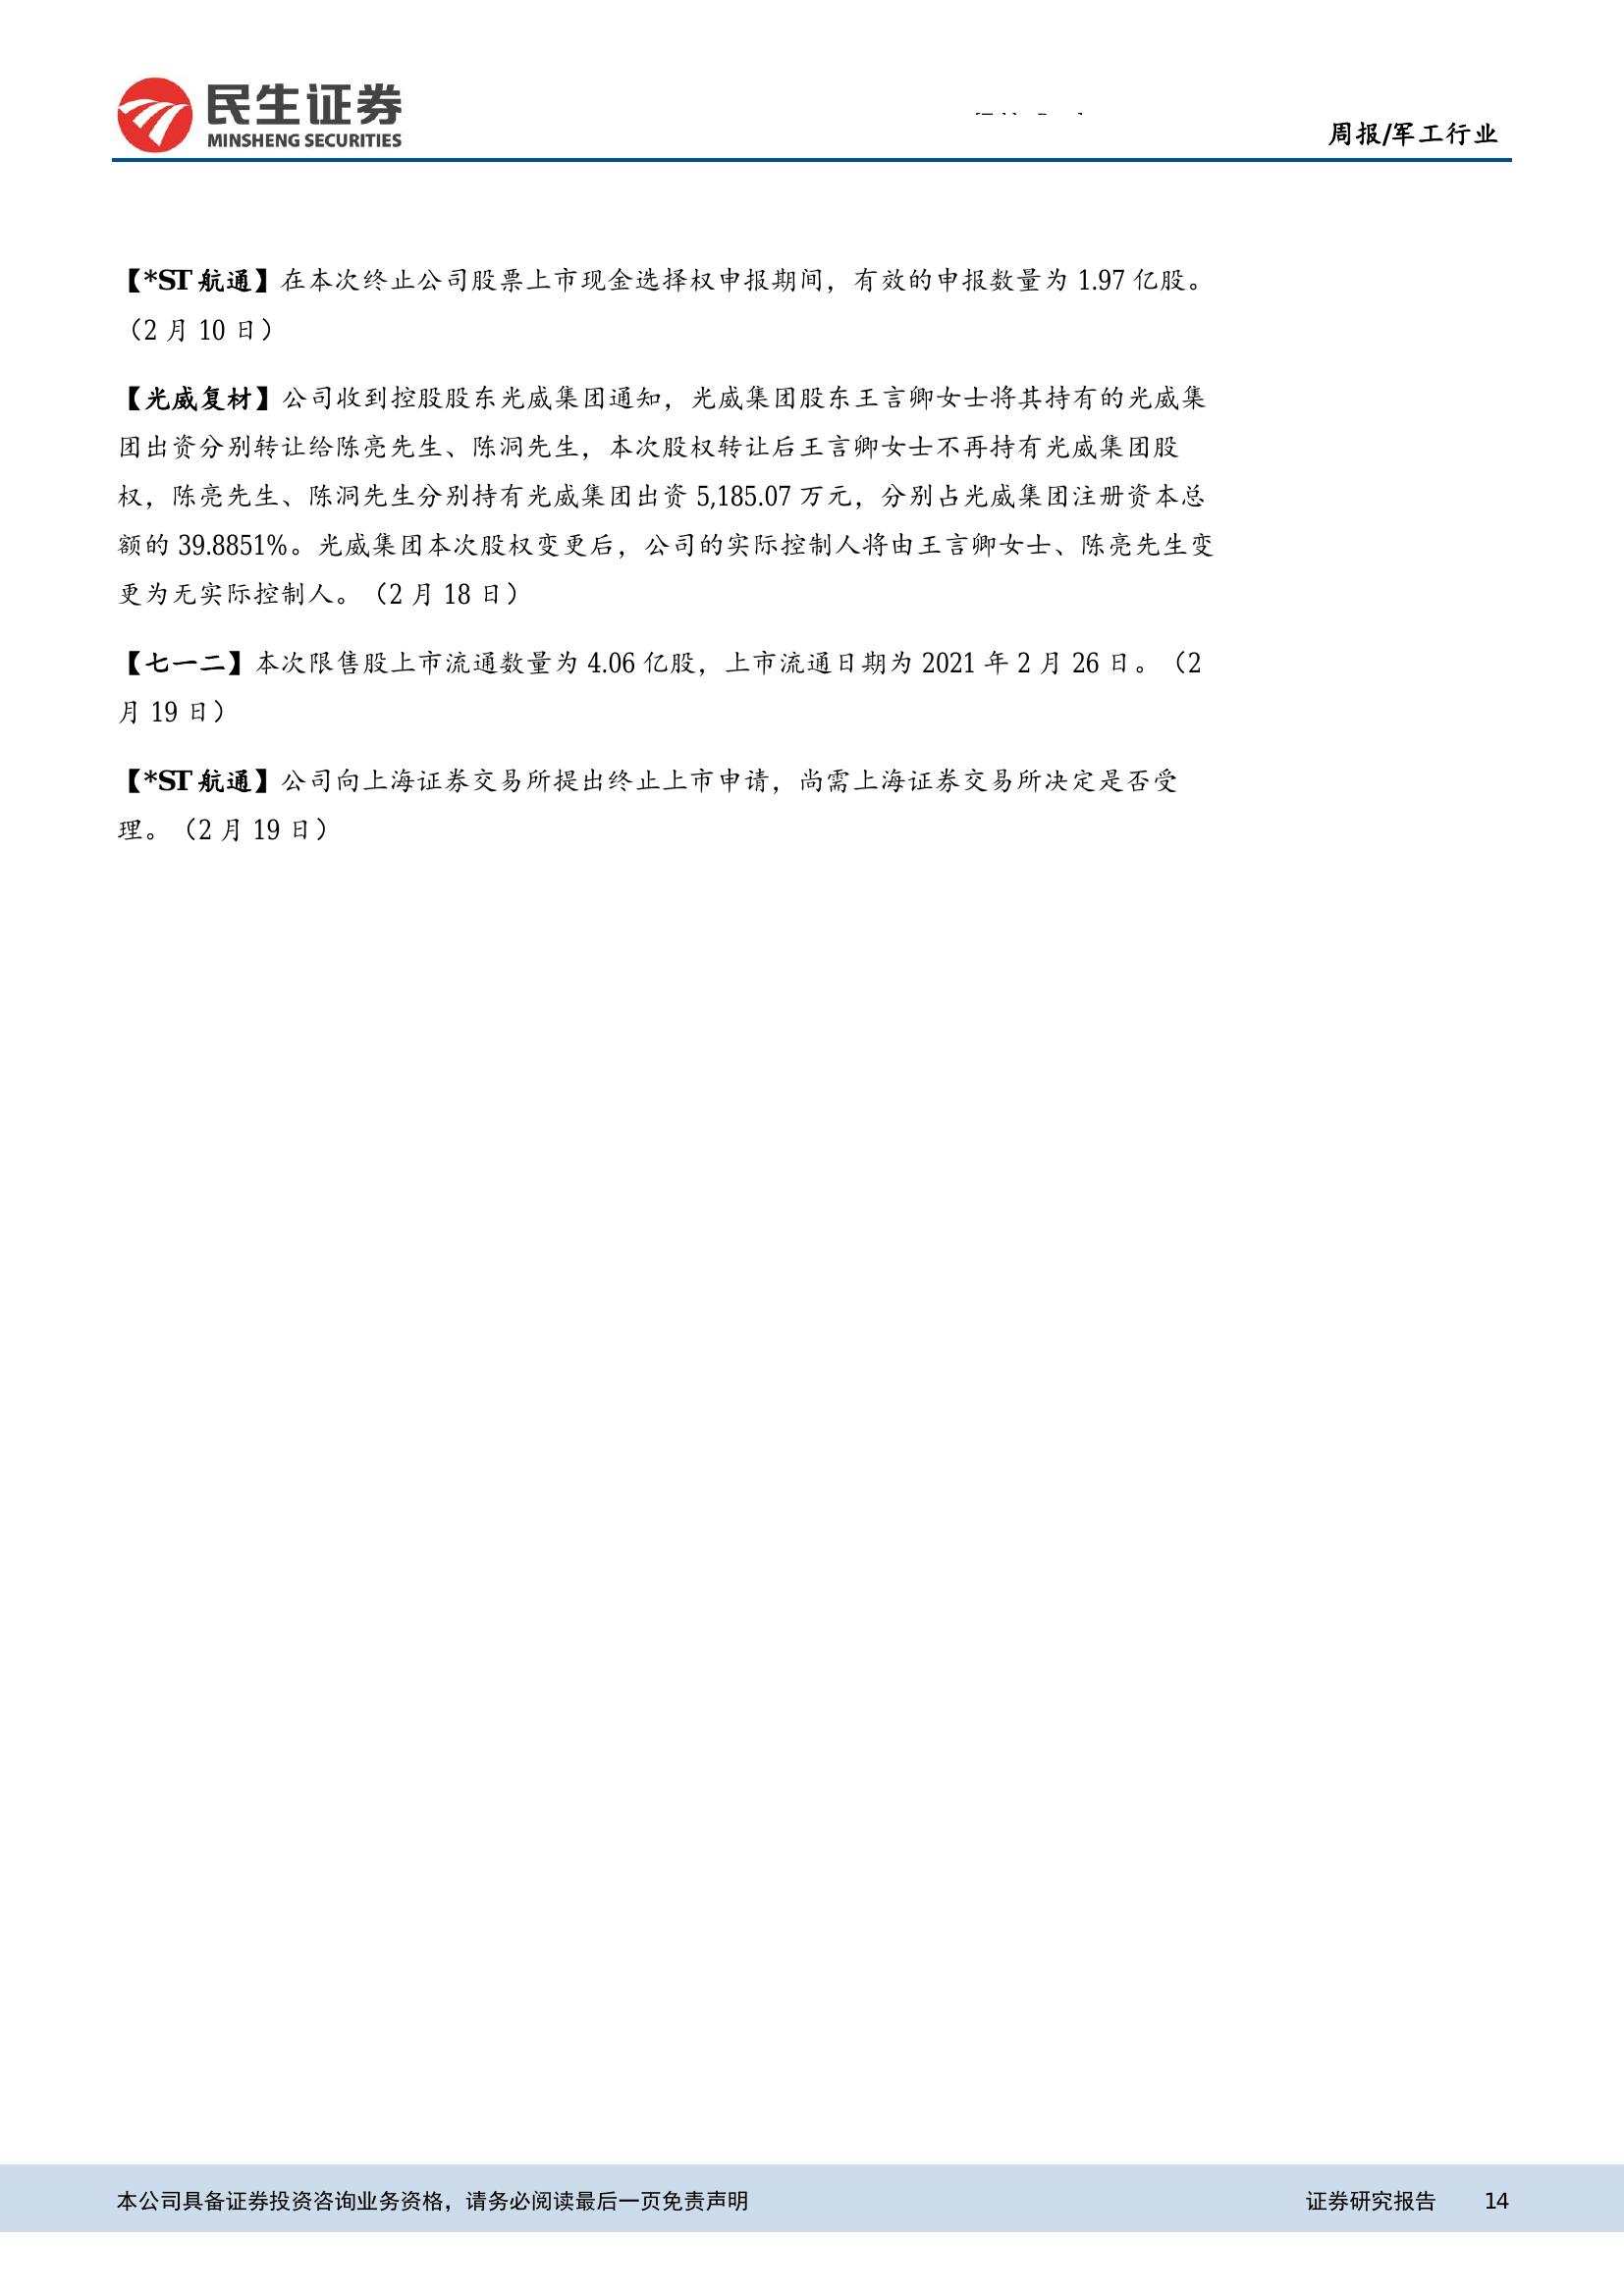 民生证券
MINSHENG SECURITIES
周报/军工行业
【*ST 航通】在本次终止公司股票上市现金选择权申报期间，有效的申报数量为 1.97 亿股。
（2 月 10 日）
【光威复材】公司收到控股股东光威集团通知，光威集团股东王言卿女士将其持有的光威集
团出资分别转让给陈亮先生、陈洞先生，本次股权转让后王言卿女士不再持有光威集团股
权，陈亮先生、陈洞先生分别持有光威集团出资 5,185.07 万元，分别占光威集团注册资本总
额的 39.8851%。光威集团本次股权变更后，公司的实际控制人将由王言卿女士、陈亮先生变
更为无实际控制人。（2 月 18 日）
【七一二】本次限售股上市流通数量为 4.06 亿股，上市流通日期为 2021 年 2 月 26 日。（2
月 19 日）
【*ST 航通】公司向上海证券交易所提出终止上市申请，尚需上海证券交易所决定是否受
理。（2 月 19 日）
本公司具备证券投资咨询业务资格，请务必阅读最后一页免责声明
证券研究报告 14